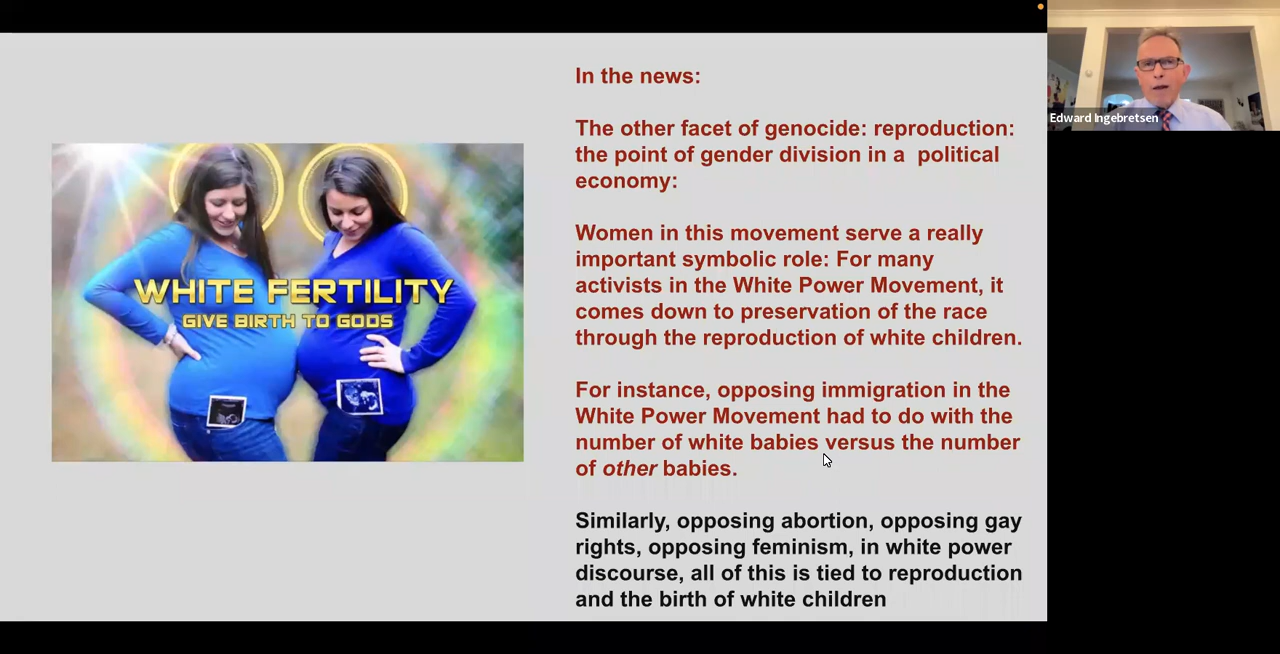 In the news:
The other facet of genocide: reproduction:
the point of gender division in a  political
economy:
Women in this movement serve a really
important symbolic role: For many
activists in the White Power Movement, it
comes down to preservation of the race
through the reproduction of white children.
For instance, opposing immigration in the
White Power Movement had to do with the
number of white babies versus the number
of other babies.
Similarly, opposing abortion, opposing gay
rights, opposing feminism, in white power
discourse, all of this is tied to reproduction
and the birth of white children
WHITE FERTILITY
GIVE BIRTH TO GODS
Edward Ingebretsen